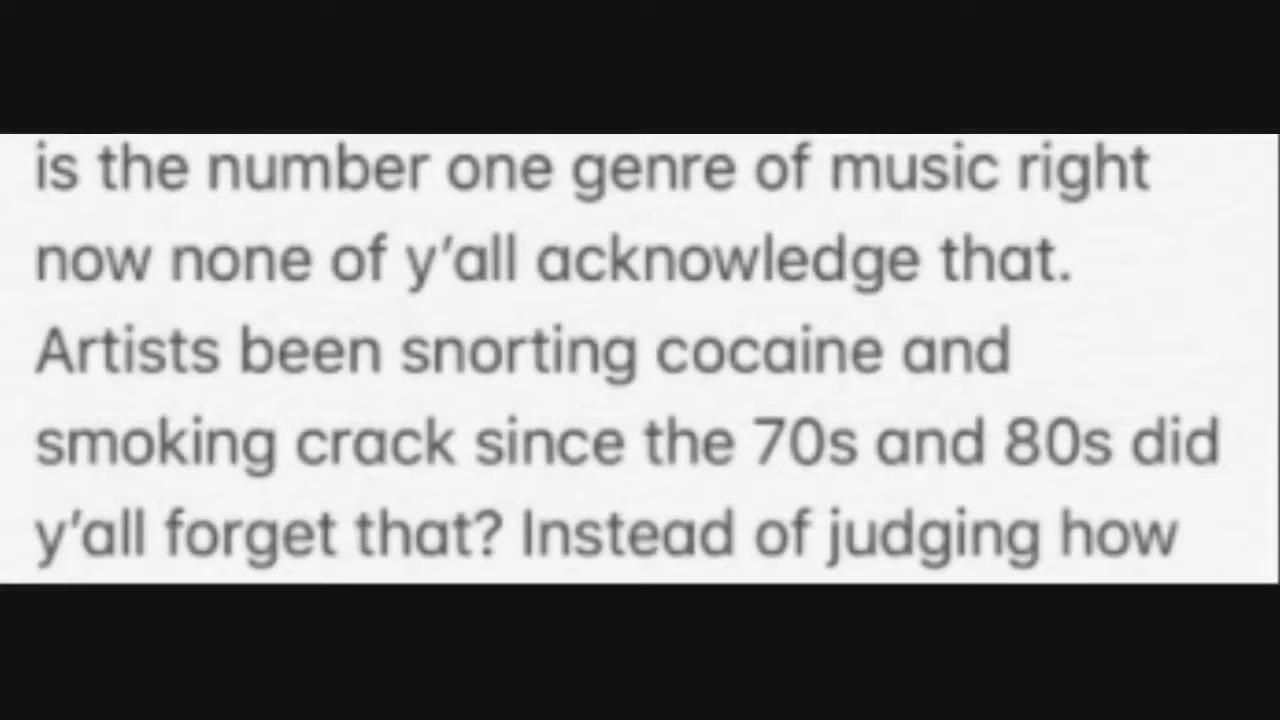 is the number one genre of music right
now none of y’all acknowledge that.
Artists been snorting cocaine and
smoking crack since the 70s and 80s did
y’all forget that? Instead of judging how